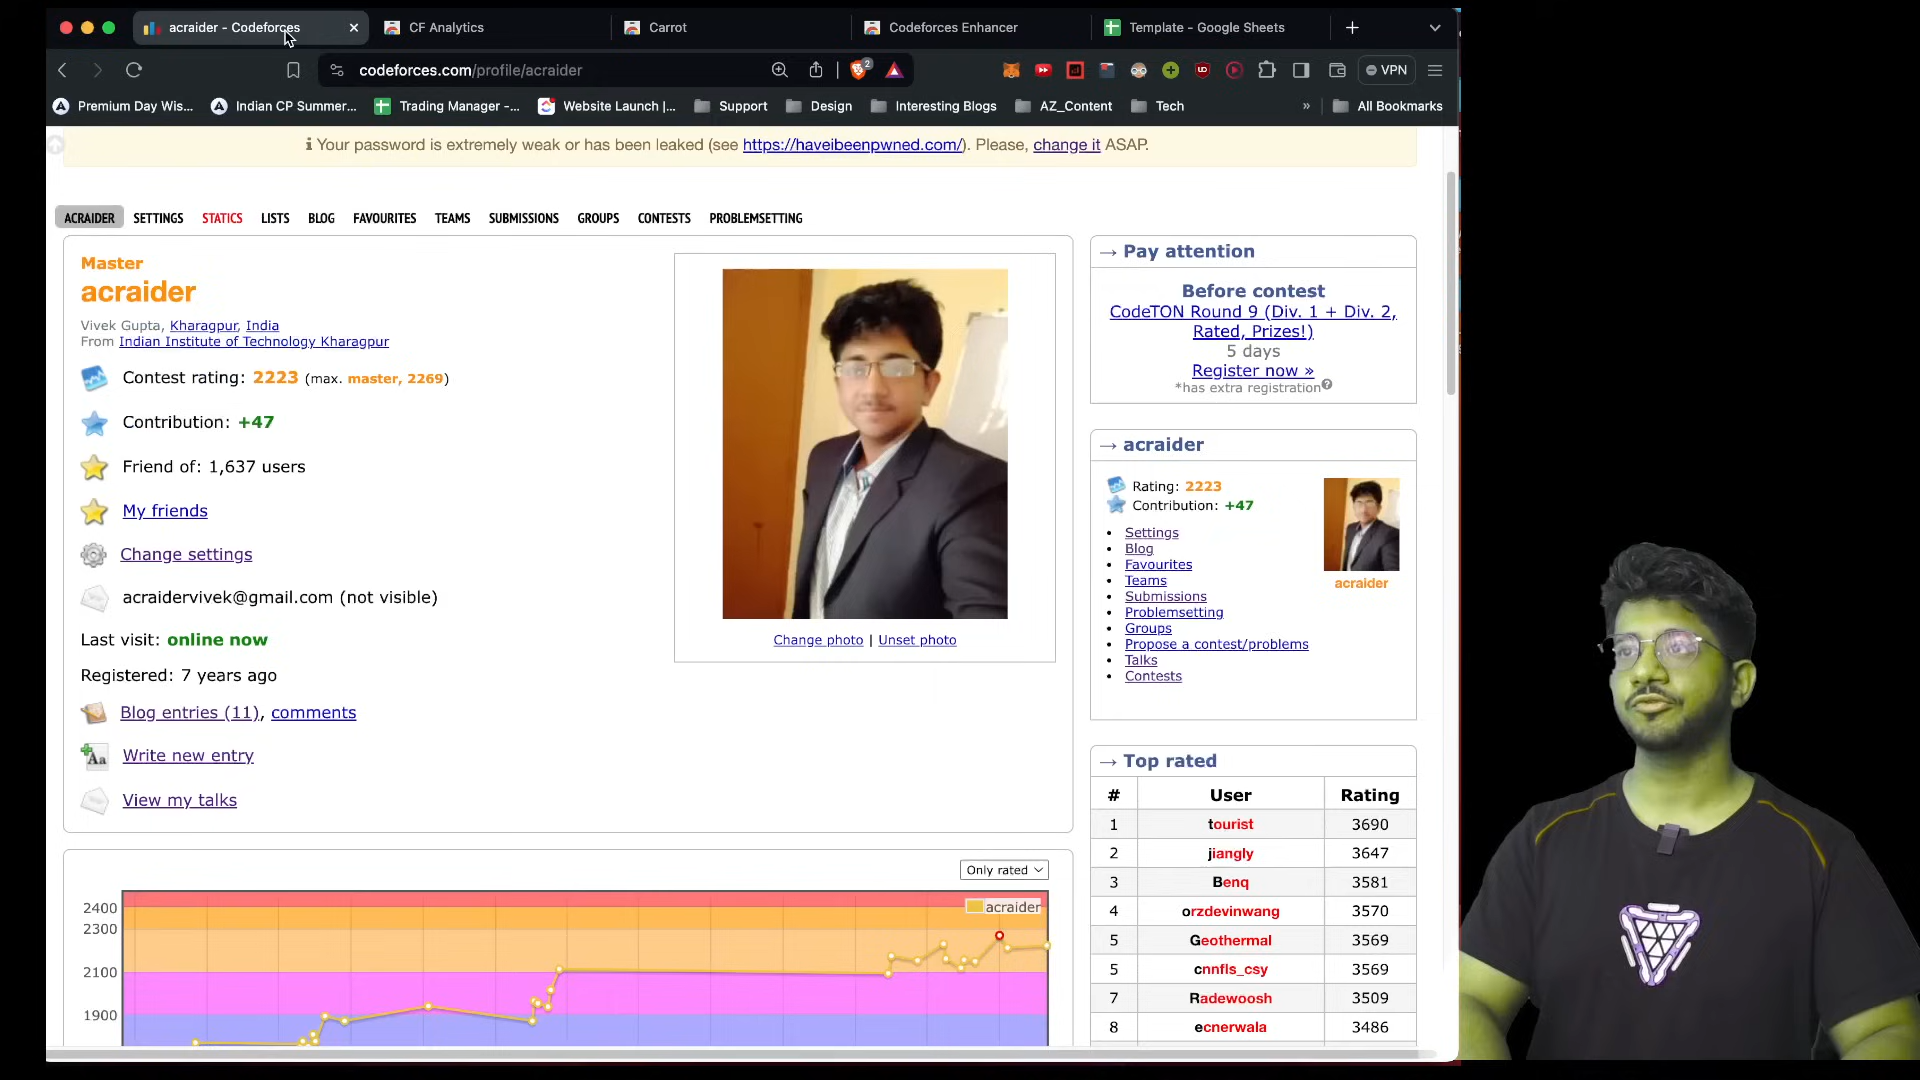 acraider - Codeforces
CF Analytics
Carrot
Codeforces Enhancer
Template - Google Sheets
codeforces.com/profile/acraider
2
VPN
Premium Day Wis...
Indian CP Summer...
Trading Manager -...
Website Launch |...
Support
Design
Interesting Blogs
AZ_Content
Tech
»
All Bookmarks
Your password is extremely weak or has been leaked (see https://haveibeenpwned.com/). Please, change it ASAP.
ACRAIDER SETTINGS STATICS LISTS BLOG FAVOURITES TEAMS SUBMISSIONS GROUPS CONTESTS PROBLEMSETTING
Master
acraider
Vivek Gupta, Kharagpur, India
From Indian Institute of Technology Kharagpur
Contest rating: 2223 (max. master, 2269)
Contribution: +47
Friend of: 1,637 users
My friends
Change settings
acraidervivek@gmail.com (not visible)
Last visit: online now
Registered: 7 years ago
Blog entries (11), comments
Write new entry
View my talks
Change photo | Unset photo
→ Pay attention
Before contest
CodeTON Round 9 (Div. 1 + Div. 2,
Rated, Prizes!)
5 days
Register now »
*has extra registration?
→ acraider
Rating: 2223
Contribution: +47
• Settings
• Blog
• Favourites
• Teams
• Submissions
• Problemsetting
• Groups
• Propose a contest/problems
• Talks
• Contests
acraider
→ Top rated
# User Rating
1 tourist 3690
2 jiangly 3647
3 Benq 3581
4 orzdevinwang 3570
5 Geothermal 3569
5 cnnfls_csy 3569
7 Radewoosh 3509
8 ecnerwala 3486
Only rated
acraider
2400
2300
2100
1900